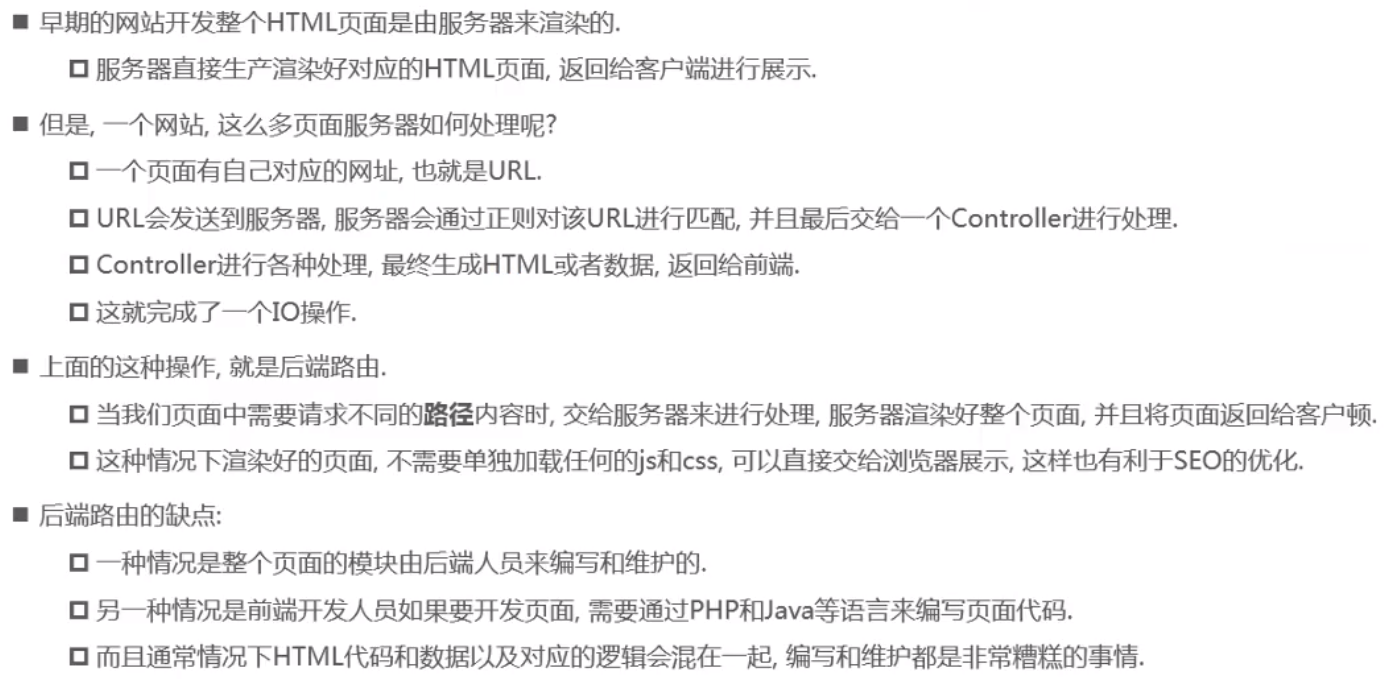 ■ 早期的网站开发整个HTML页面是由服务器来渲染的.
□ 服务器直接生产渲染好对应的HTML页面, 返回给客户端进行展示.
■ 但是, 一个网站, 这么多页面服务器如何处理呢?
□ 一个页面有自己对应的网址, 也就是URL.
□ URL会发送到服务器, 服务器会通过正则对该URL进行匹配, 并且最后交给一个Controller进行处理.
□ Controller进行各种处理, 最终生成HTML或者数据, 返回给前端.
□ 这就完成了一个IO操作.
■ 上面的这种操作, 就是后端路由.
□ 当我们页面中需要请求不同的路径内容时, 交给服务器来进行处理, 服务器渲染好整个页面, 并且将页面返回给客户顿.
□ 这种情况下渲染好的页面, 不需要单独加载任何的js和css, 可以直接交给浏览器展示, 这样也有利于SEO的优化.
■ 后端路由的缺点:
□ 一种情况是整个页面的模块由后端人员来编写和维护的.
□ 另一种情况是前端开发人员如果要开发页面, 需要通过PHP和Java等语言来编写页面代码.
□ 而且通常情况下HTML代码和数据以及对应的逻辑会混在一起, 编写和维护都是非常糟糕的事情.